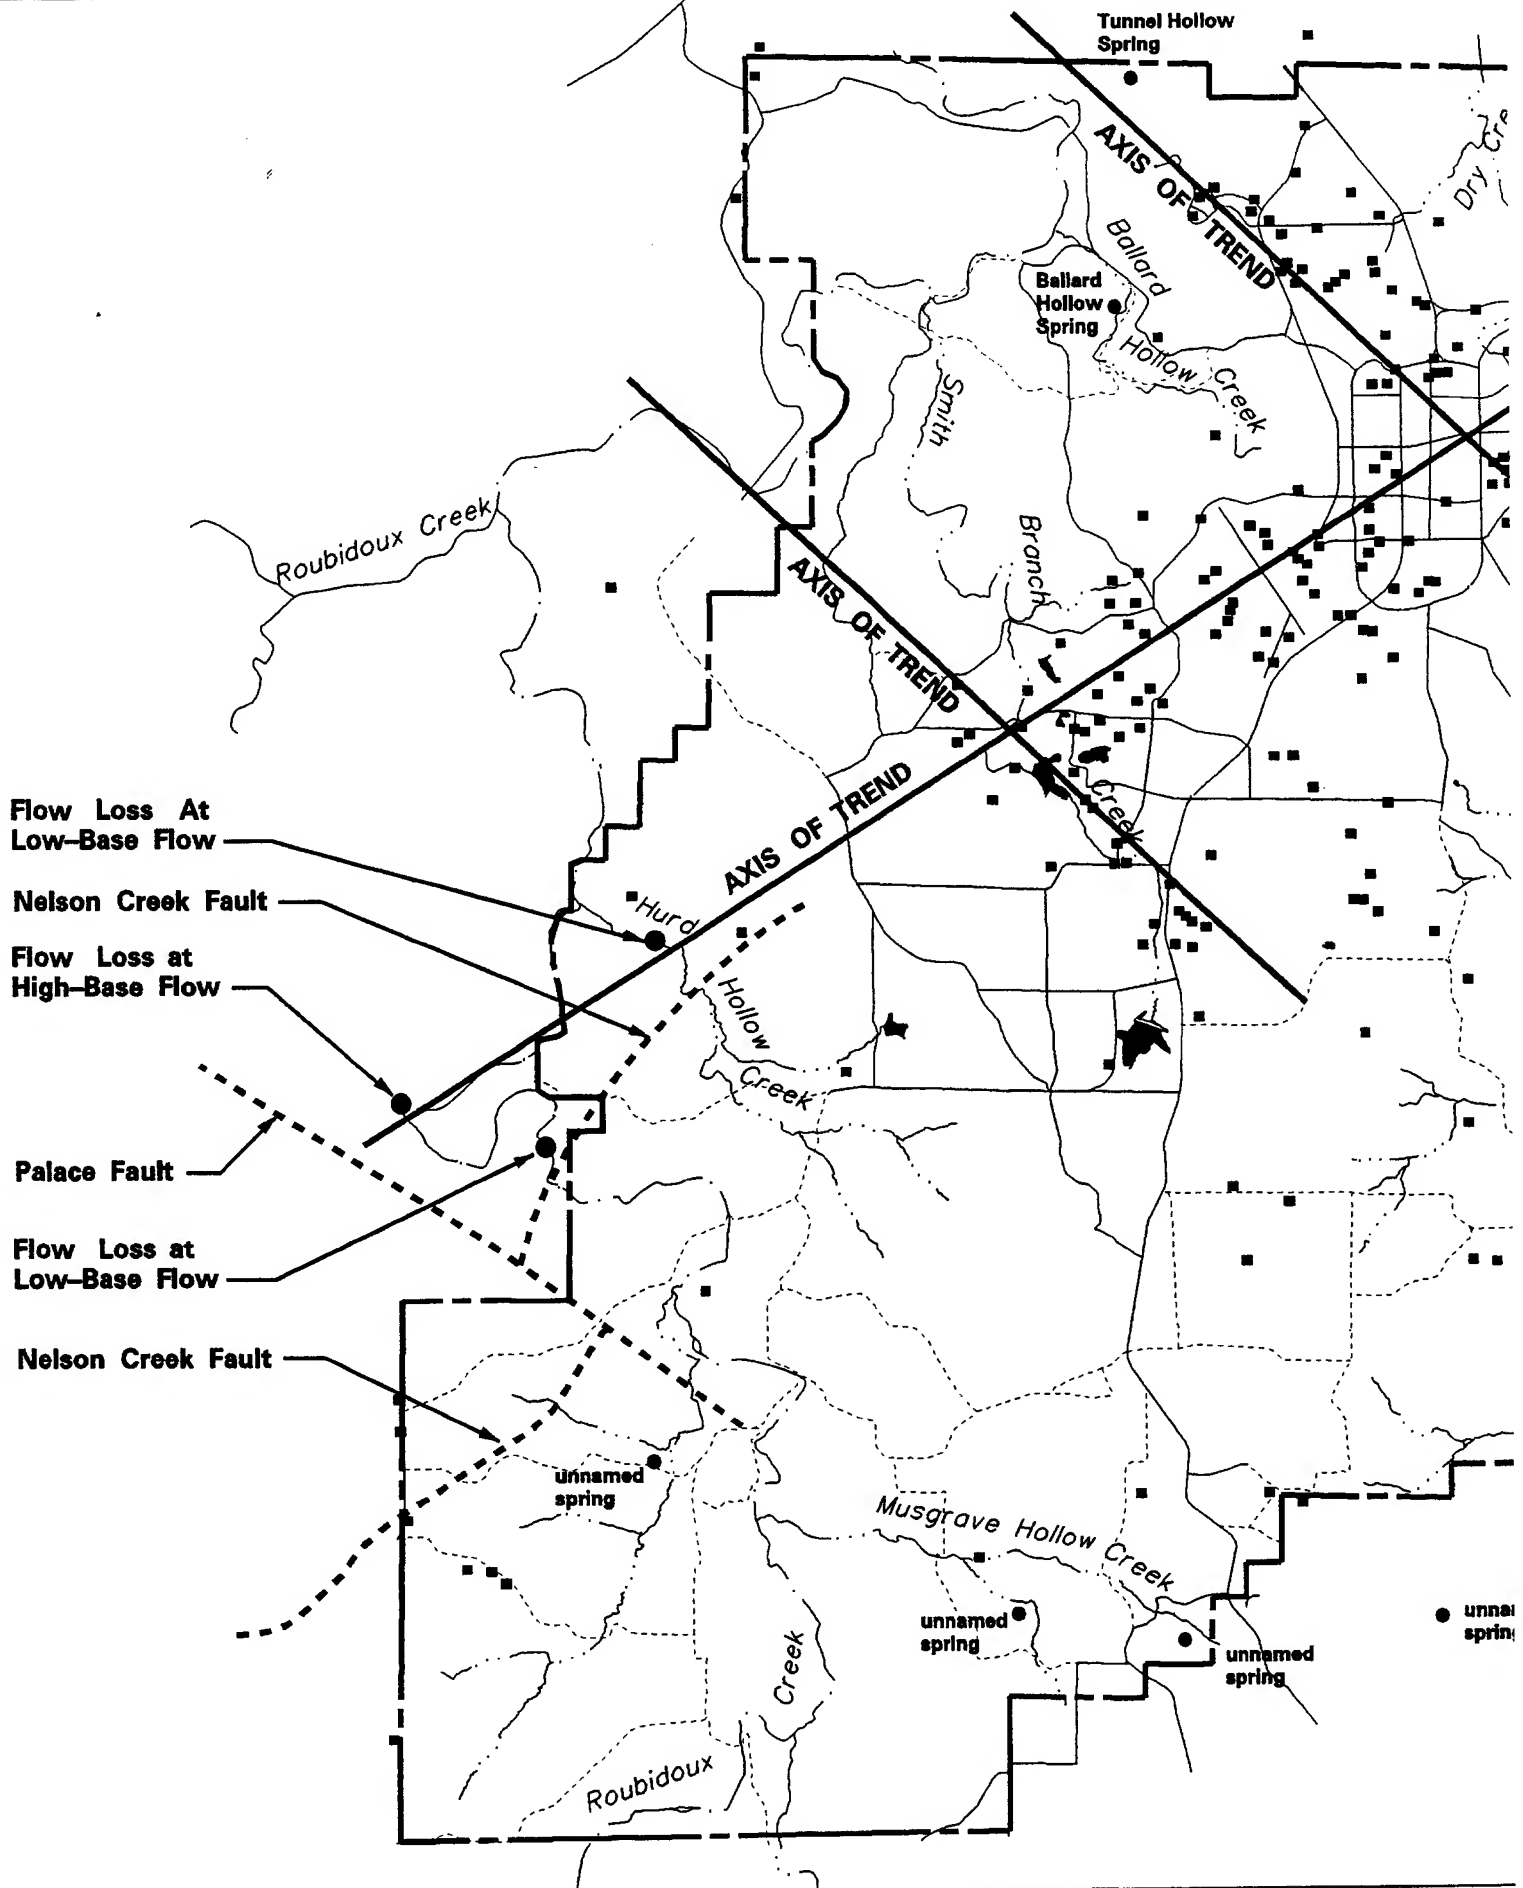 Tunnel Hollow
Spring
AXIS OF TREND
Dry Cre
Ballard
Hollow
Creek
Ballard
Hollow
Spring
Smith
Branch
Creek
Roubidoux Creek
AXIS OF TREND
AXIS OF TREND
Flow Loss At
Low-Base Flow
Nelson Creek Fault
Flow Loss at
High-Base Flow
Hurd
Hollow
Creek
Palace Fault
Flow Loss at
Low-Base Flow
Nelson Creek Fault
unnamed
spring
Musgrave Hollow Creek
unnamed
spring
unnamed
spring
unna
spring
Roubidoux
Creek